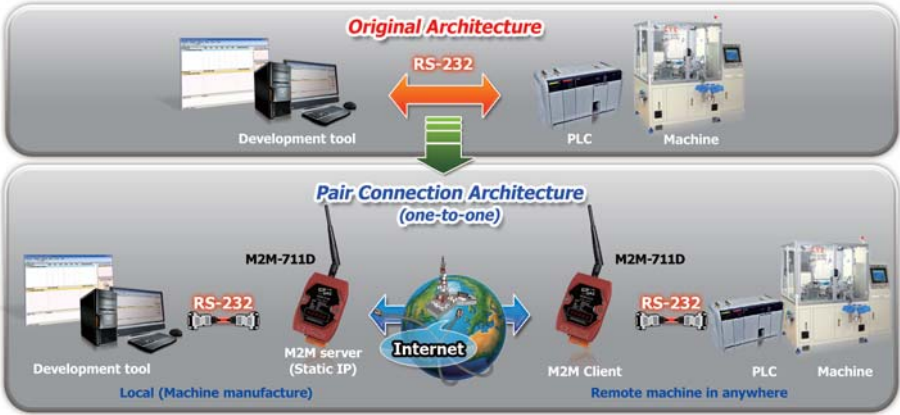 Original Architecture
RS-232
Development tool
PLC
Machine
Pair Connection Architecture
(one-to-one)
M2M-711D
M2M-711D
RS-232
Internet
RS-232
M2M server
(Static IP)
Development tool
M2M Client
PLC
Machine
Local (Machine manufacture)
Remote machine in anywhere